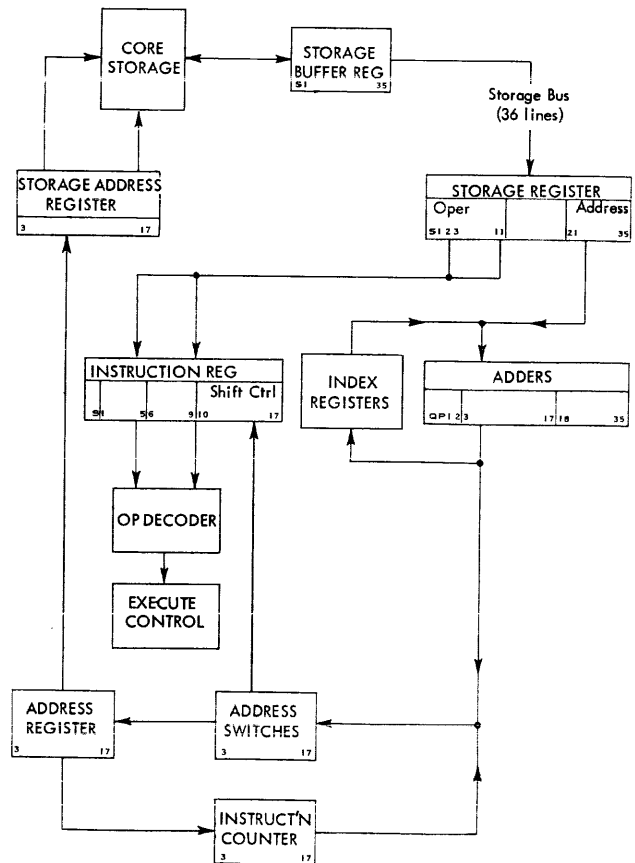 CORE
STORAGE
STORAGE
BUFFER REG
S1 35
Storage Bus
(36 lines)
STORAGE ADDRESS
REGISTER
3 17
STORAGE REGISTER
Oper Address
S1 2 3 11 21 35
INSTRUCTION REG
Shift Ctrl
S1 5 6 9 10 17
INDEX
REGISTERS
ADDERS
QP1 2 3 17 18 35
OP DECODER
EXECUTE
CONTROL
ADDRESS
REGISTER
3 17
ADDRESS
SWITCHES
3 17
INSTRUCT'N
COUNTER
3 17